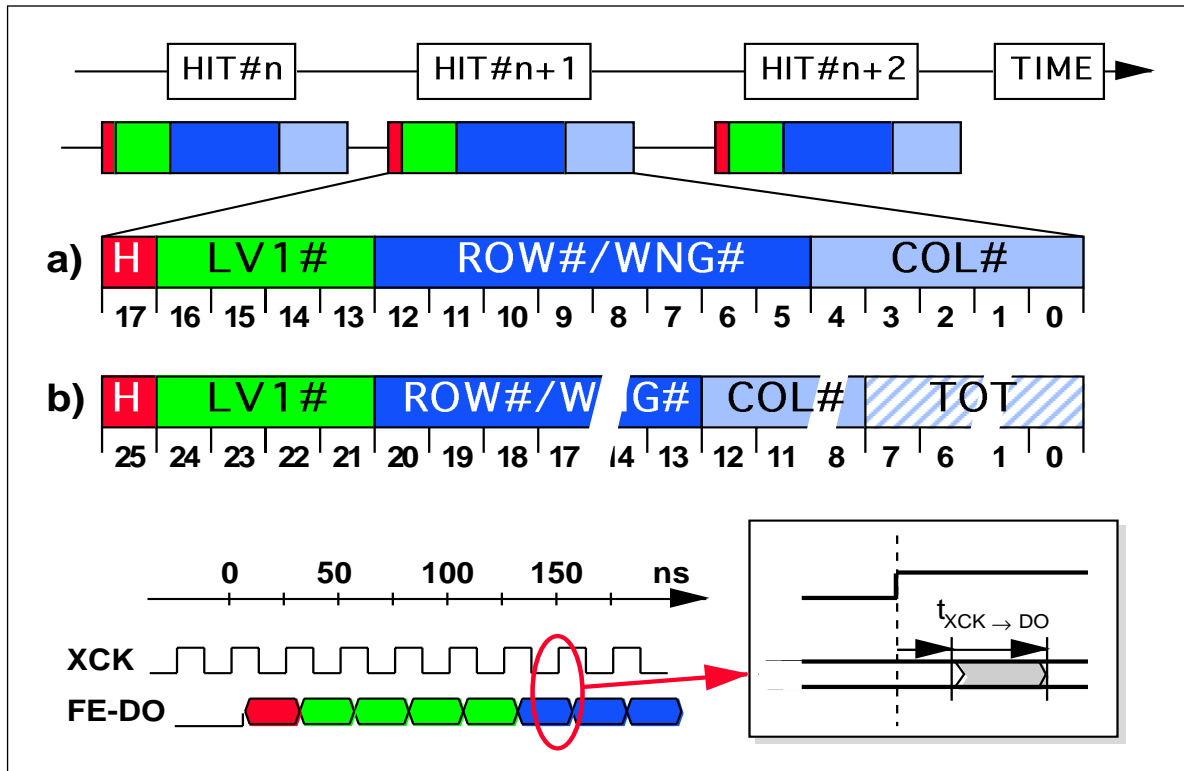 HIT#n HIT#n+1 HIT#n+2 TIME
a) H LV1# ROW#/WNG# COL#
17 16 15 14 13 12 11 10 9 8 7 6 5 4 3 2 1 0
b) H LV1# ROW#/W NG# COL# TOT
25 24 23 22 21 20 19 18 17 14 13 12 11 8 7 6 1 0
0 50 100 150 ns
XCK
FE-DO
tXCK → DO